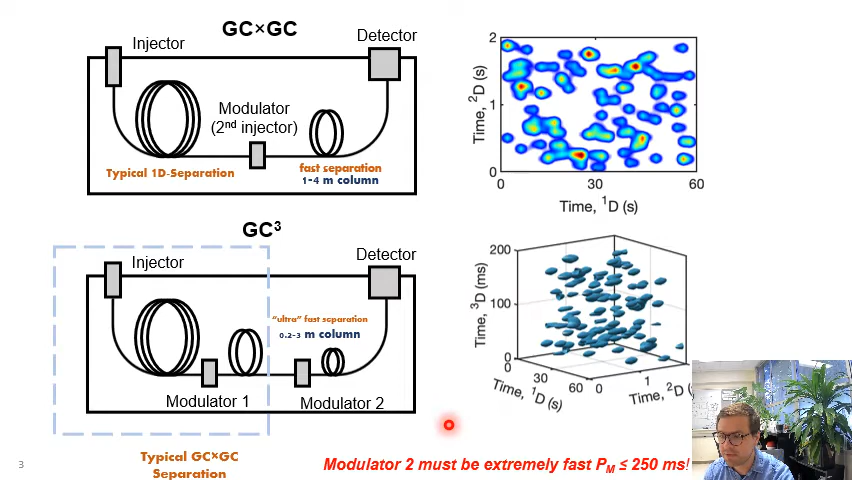 GC×GC
Injector
Detector
Modulator
(2nd injector)
Typical 1D-Separation
fast separation
1-4 m column
Time, 2D (s)
2
1
0
0
30
60
Time, 1D (s)
GC3
Injector
Detector
"ultra" fast separation
0.2-3 m column
Modulator 1
Modulator 2
Typical GC×GC
Separation
Time, 3D (ms)
200
100
0
0
30
60
Time, 1D (s)
0
1
Time, 2D (
Modulator 2 must be extremely fast PM ≤ 250 ms!
3